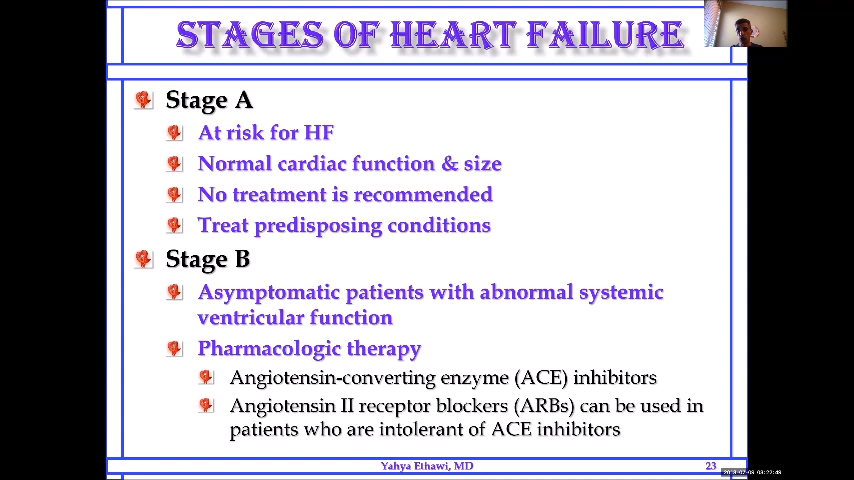 STAGES OF HEART FAILURE
Stage A
At risk for HF
Normal cardiac function & size
No treatment is recommended
Treat predisposing conditions
Stage B
Asymptomatic patients with abnormal systemic
ventricular function
Pharmacologic therapy
Angiotensin-converting enzyme (ACE) inhibitors
Angiotensin II receptor blockers (ARBs) can be used in
patients who are intolerant of ACE inhibitors
Yahya Ethawi, MD
23